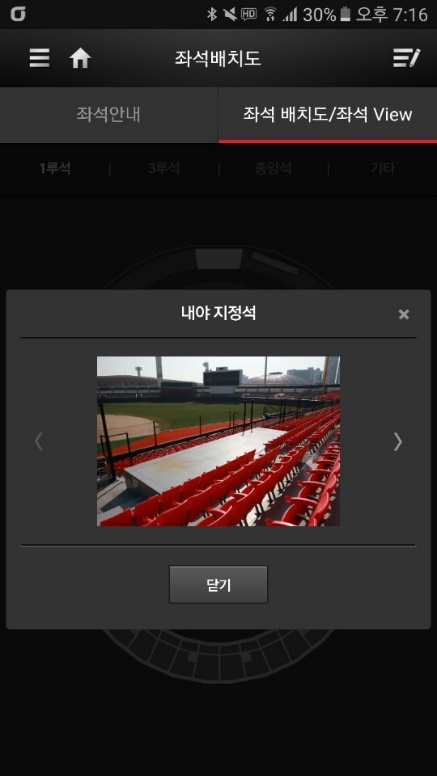 HD 30% 오후 7:16
좌석배치도
좌석안내 좌석 배치도/좌석 View
1루석 | 3루석 | 중앙석 | 기타
내야 지정석
닫기